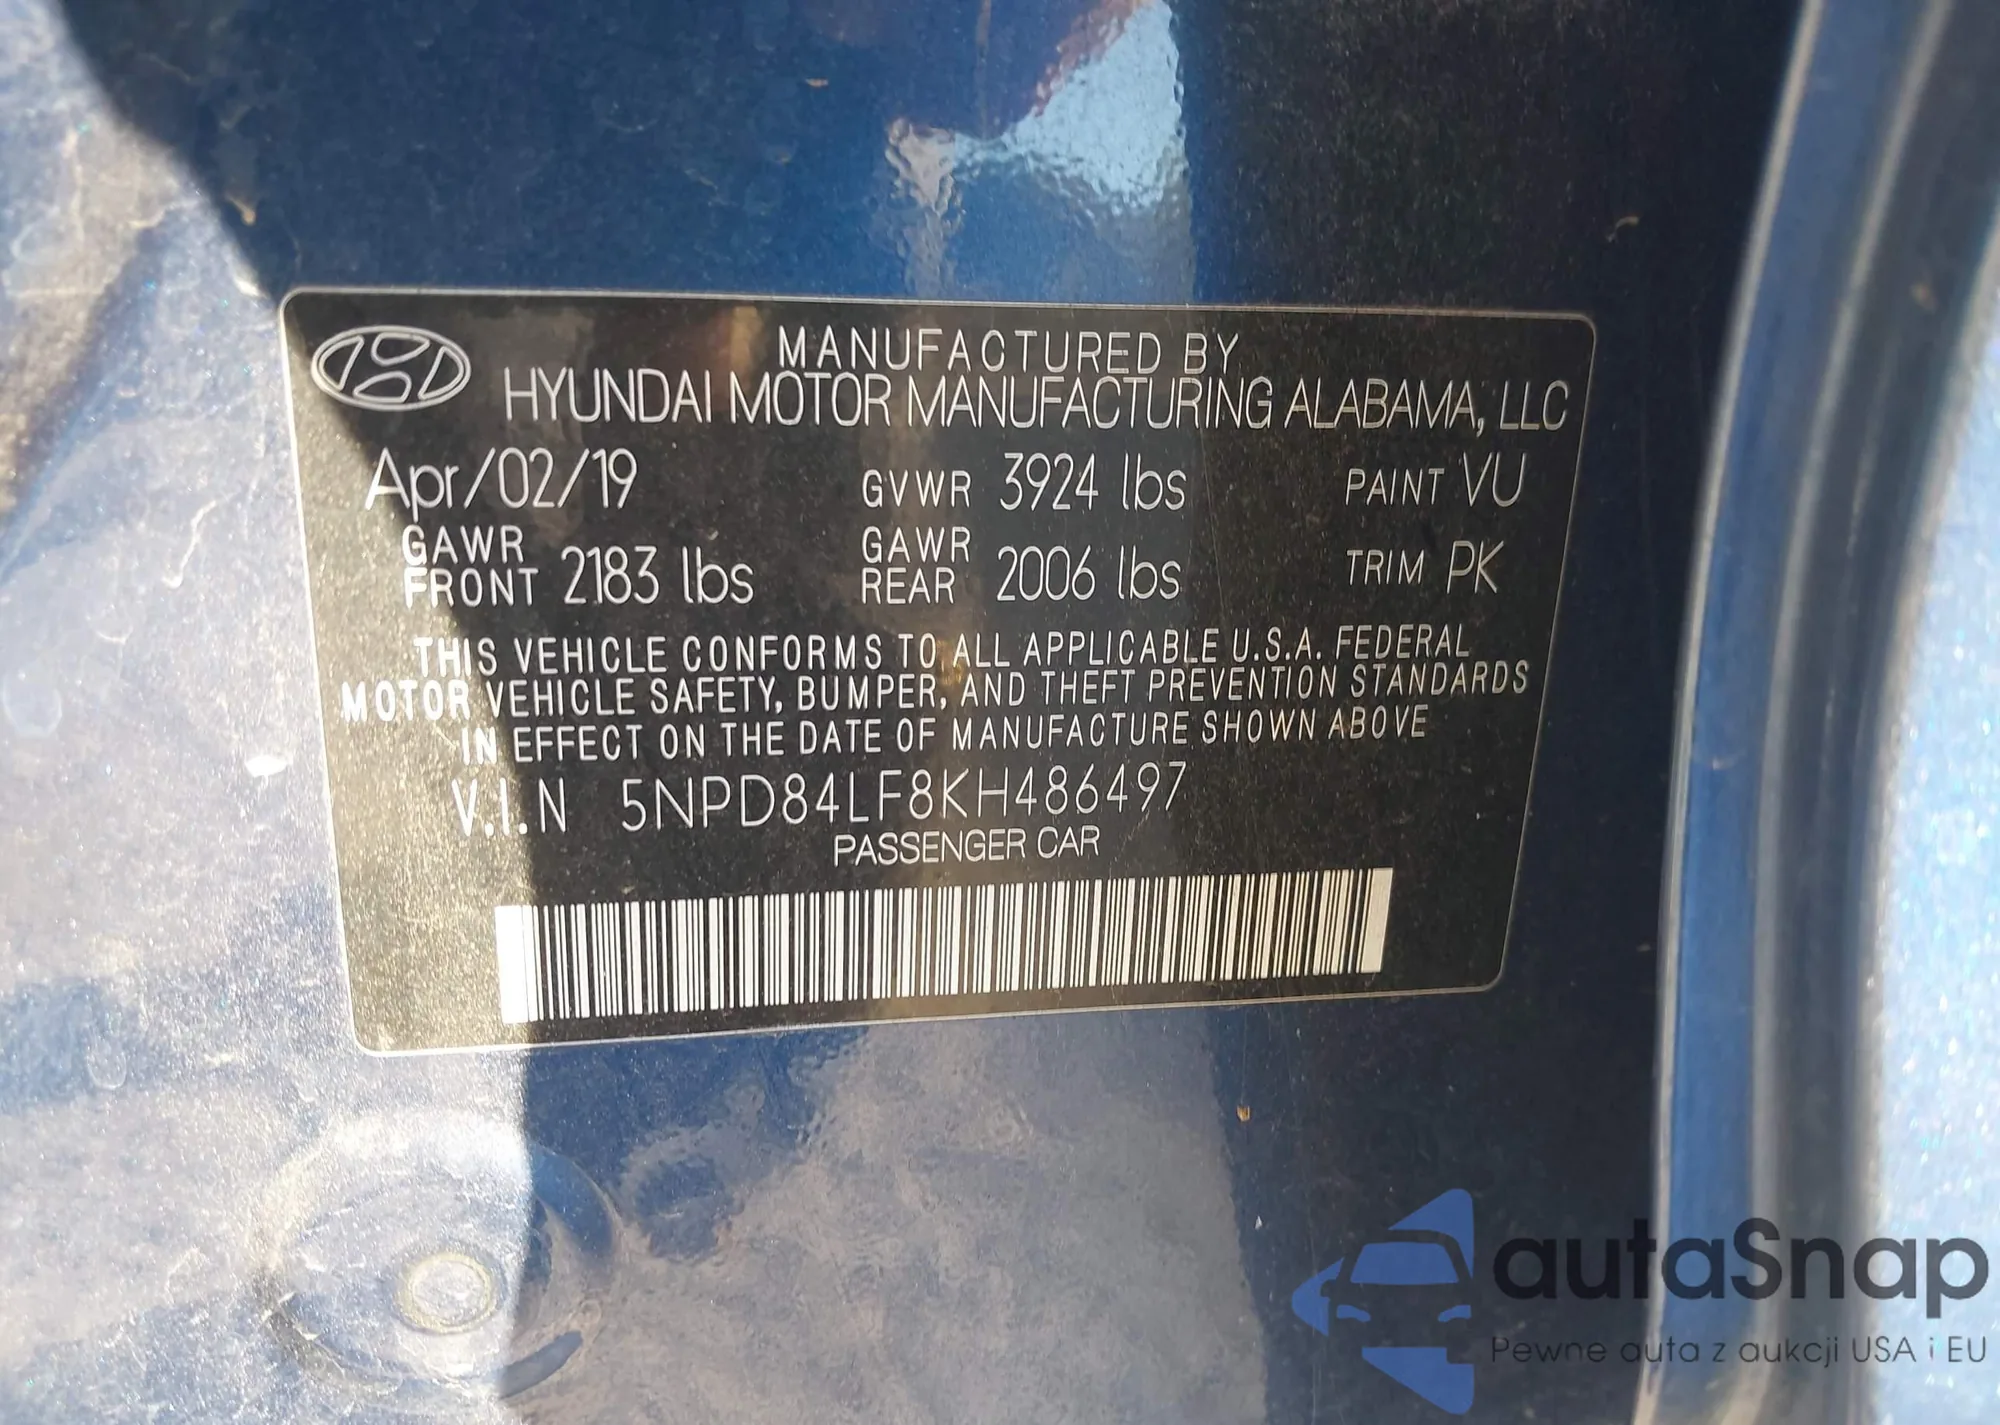 MANUFACTURED BY
HYUNDAI MOTOR MANUFACTURING ALABAMA, LLC
Apr/02/19 GVWR 3924 lbs PAINT VU
GAWR FRONT 2183 lbs GAWR REAR 2006 lbs TRIM PK
THIS VEHICLE CONFORMS TO ALL APPLICABLE U.S.A. FEDERAL
MOTOR VEHICLE SAFETY, BUMPER, AND THEFT PREVENTION STANDARDS
IN EFFECT ON THE DATE OF MANUFACTURE SHOWN ABOVE
V.I.N 5NPD84LF8KH486497
PASSENGER CAR
autaSnap
Pewne auta z aukcji USA i EU